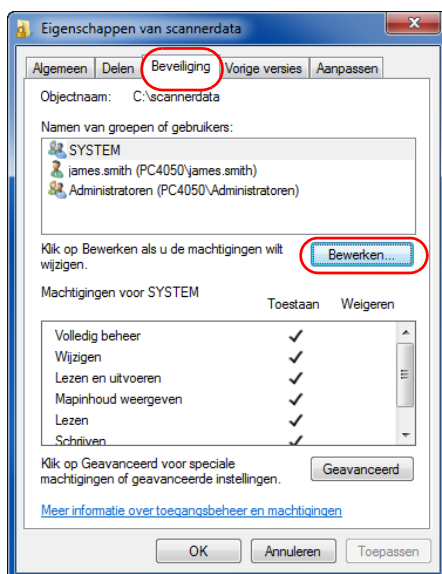 Eigenschappen van scannerdata
Algemeen Delen Beveiliging Vorige versies Aanpassen
Objectnaam: C:\scannerdata
Namen van groepen of gebruikers:
SYSTEM
james.smith (PC4050\james.smith)
Administratoren (PC4050\Administratoren)
Klik op Bewerken als u de machtigingen wilt
wijzigen.
Bewerken...
Machtigingen voor SYSTEM
Toestaan Weigeren
Volledig beheer
Wijzigen
Lezen en uitvoeren
Mapinhoud weergeven
Lezen
Schrijven
Klik op Geavanceerd voor speciale
machtigingen of geavanceerde instellingen.
Geavanceerd
Meer informatie over toegangsbeheer en machtigingen
OK Annuleren Toepassen